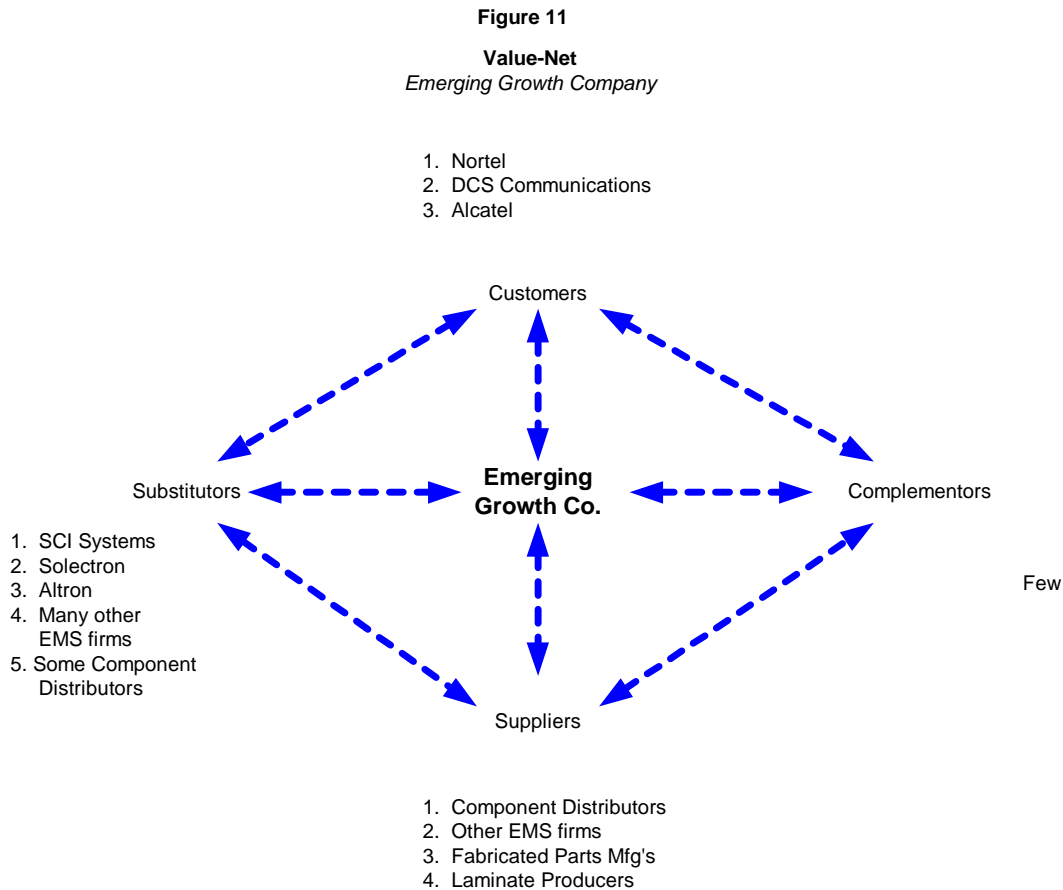 Figure 11
Value-Net
Emerging Growth Company
1. Nortel
2. DCS Communications
3. Alcatel
Customers
Substitutors
Emerging
Growth Co.
Complementors
1. SCI Systems
2. Solectron
3. Altron
4. Many other
EMS firms
5. Some Component
Distributors
Few
Suppliers
1. Component Distributors
2. Other EMS firms
3. Fabricated Parts Mfg's
4. Laminate Producers